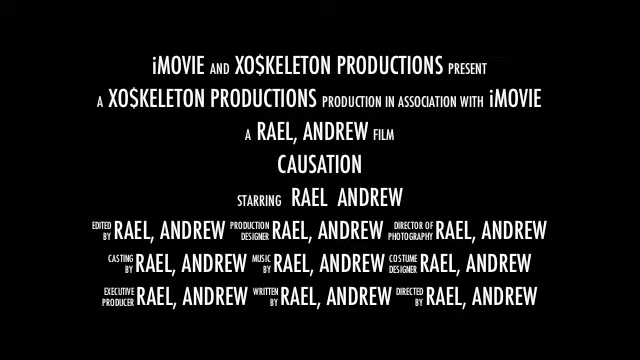 iMOVIE AND XO$KELETON PRODUCTIONS PRESENT
A XO$KELETON PRODUCTIONS PRODUCTION IN ASSOCIATION WITH iMOVIE
A RAEL, ANDREW FILM
CAUSATION
STARRING RAEL ANDREW
EDITED BY RAEL, ANDREW PRODUCTION DESIGNER RAEL, ANDREW DIRECTOR OF PHOTOGRAPHY RAEL, ANDREW
CASTING BY RAEL, ANDREW MUSIC BY RAEL, ANDREW COSTUME DESIGNER RAEL, ANDREW
EXECUTIVE PRODUCER RAEL, ANDREW WRITTEN BY RAEL, ANDREW DIRECTED BY RAEL, ANDREW